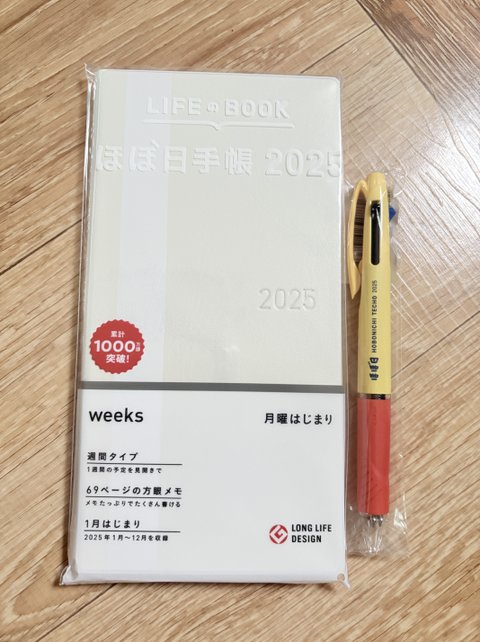 LIFEのBOOK
ほぼ日手帳 2025
2025
累計
1000万部
突破!
weeks
月曜はじまり
週間タイプ
1週間の予定を見開きで
69ページの方眼メモ
メモたっぷりでたくさん書ける
1月はじまり
2025年1月〜12月を収録
LONG LIFE
DESIGN
HOBONICHI TECHO 2025